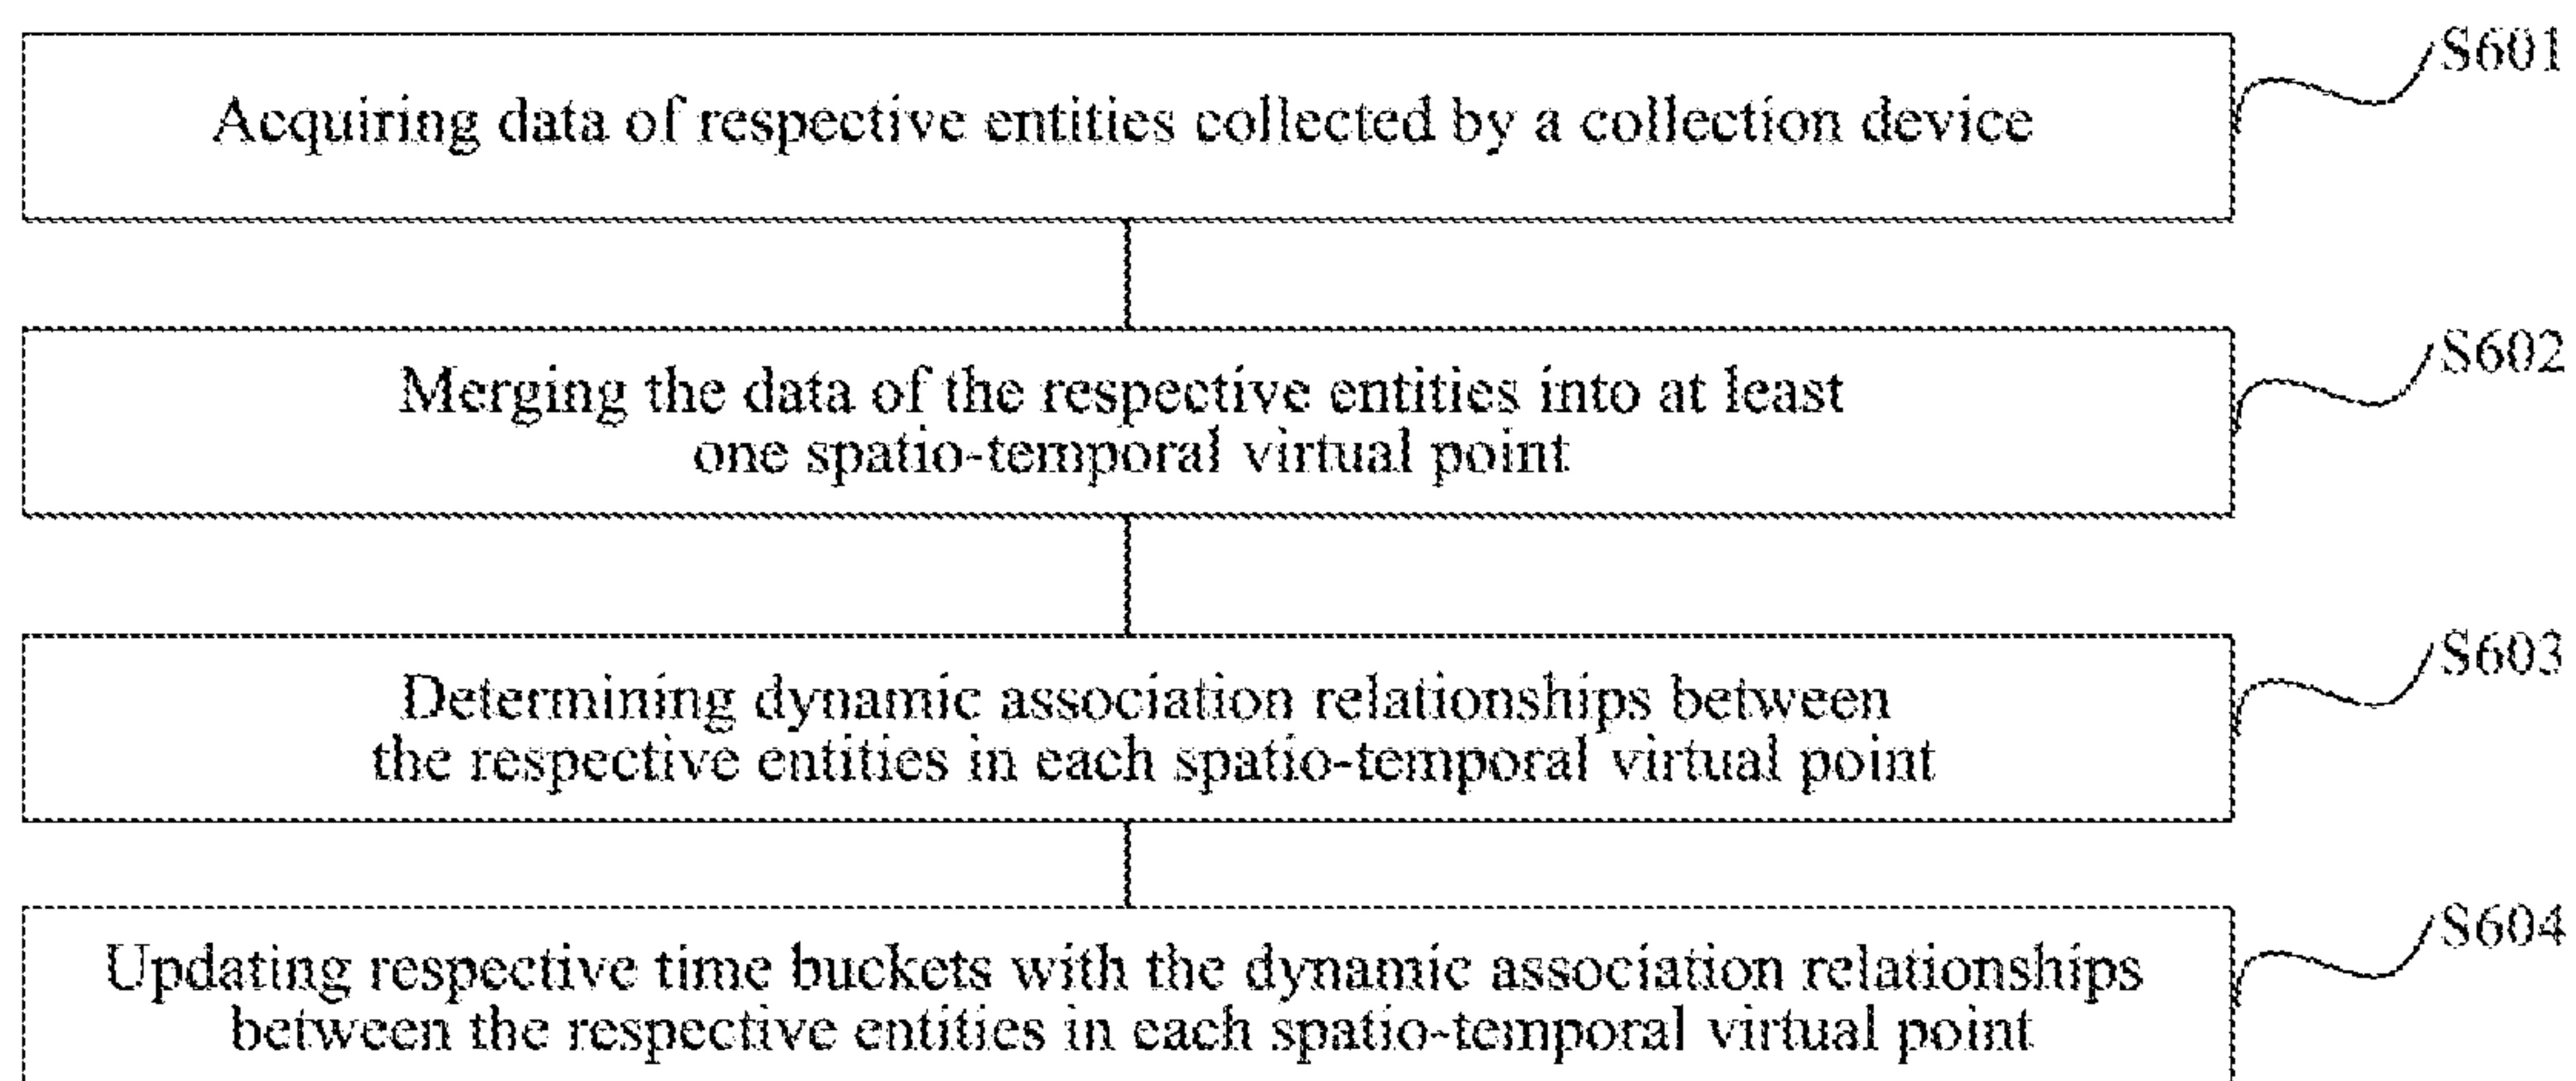 S601
Acquiring data of respective entities collected by a collection device
S602
Merging the data of the respective entities into at least
one spatio-temporal virtual point
S603
Determining dynamic association relationships between
the respective entities in each spatio-temporal virtual point
S604
Updating respective time buckets with the dynamic association relationships
between the respective entities in each spatio-temporal virtual point